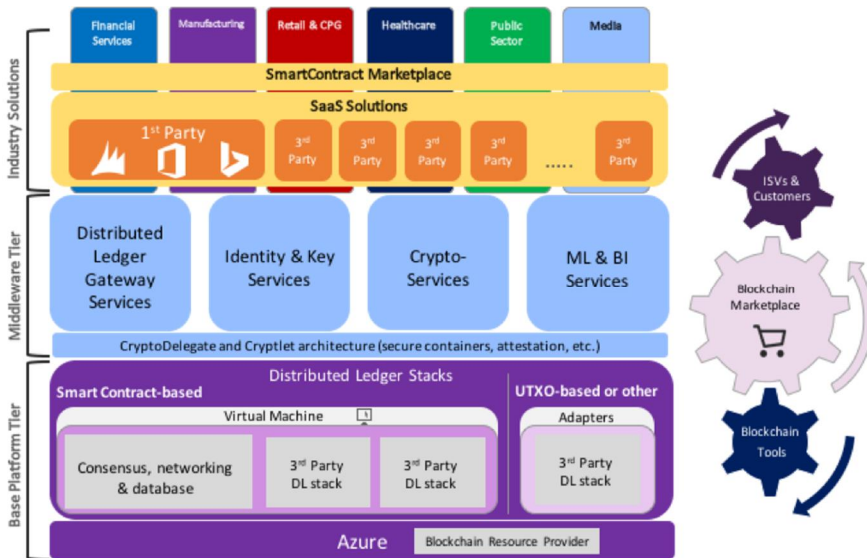 Financial
Services
Manufacturing
Retail & CPG
Healthcare
Public
Sector
Media
SmartContract Marketplace
SaaS Solutions
1st Party
3rd
Party
3rd
Party
3rd
Party
3rd
Party
.....
3rd
Party
Industry Solutions
Distributed
Ledger
Gateway
Services
Identity & Key
Services
Crypto-
Services
ML & BI
Services
CryptoDelegate and Cryptlet architecture (secure containers, attestation, etc.)
Middleware Tier
Distributed Ledger Stacks
Smart Contract-based
UTXO-based or other
Virtual Machine
Adapters
Consensus, networking
& database
3rd Party
DL stack
3rd Party
DL stack
3rd Party
DL stack
Azure
Blockchain Resource Provider
Base Platform Tier
ISVs &
Customers
Blockchain
Marketplace
Blockchain
Tools